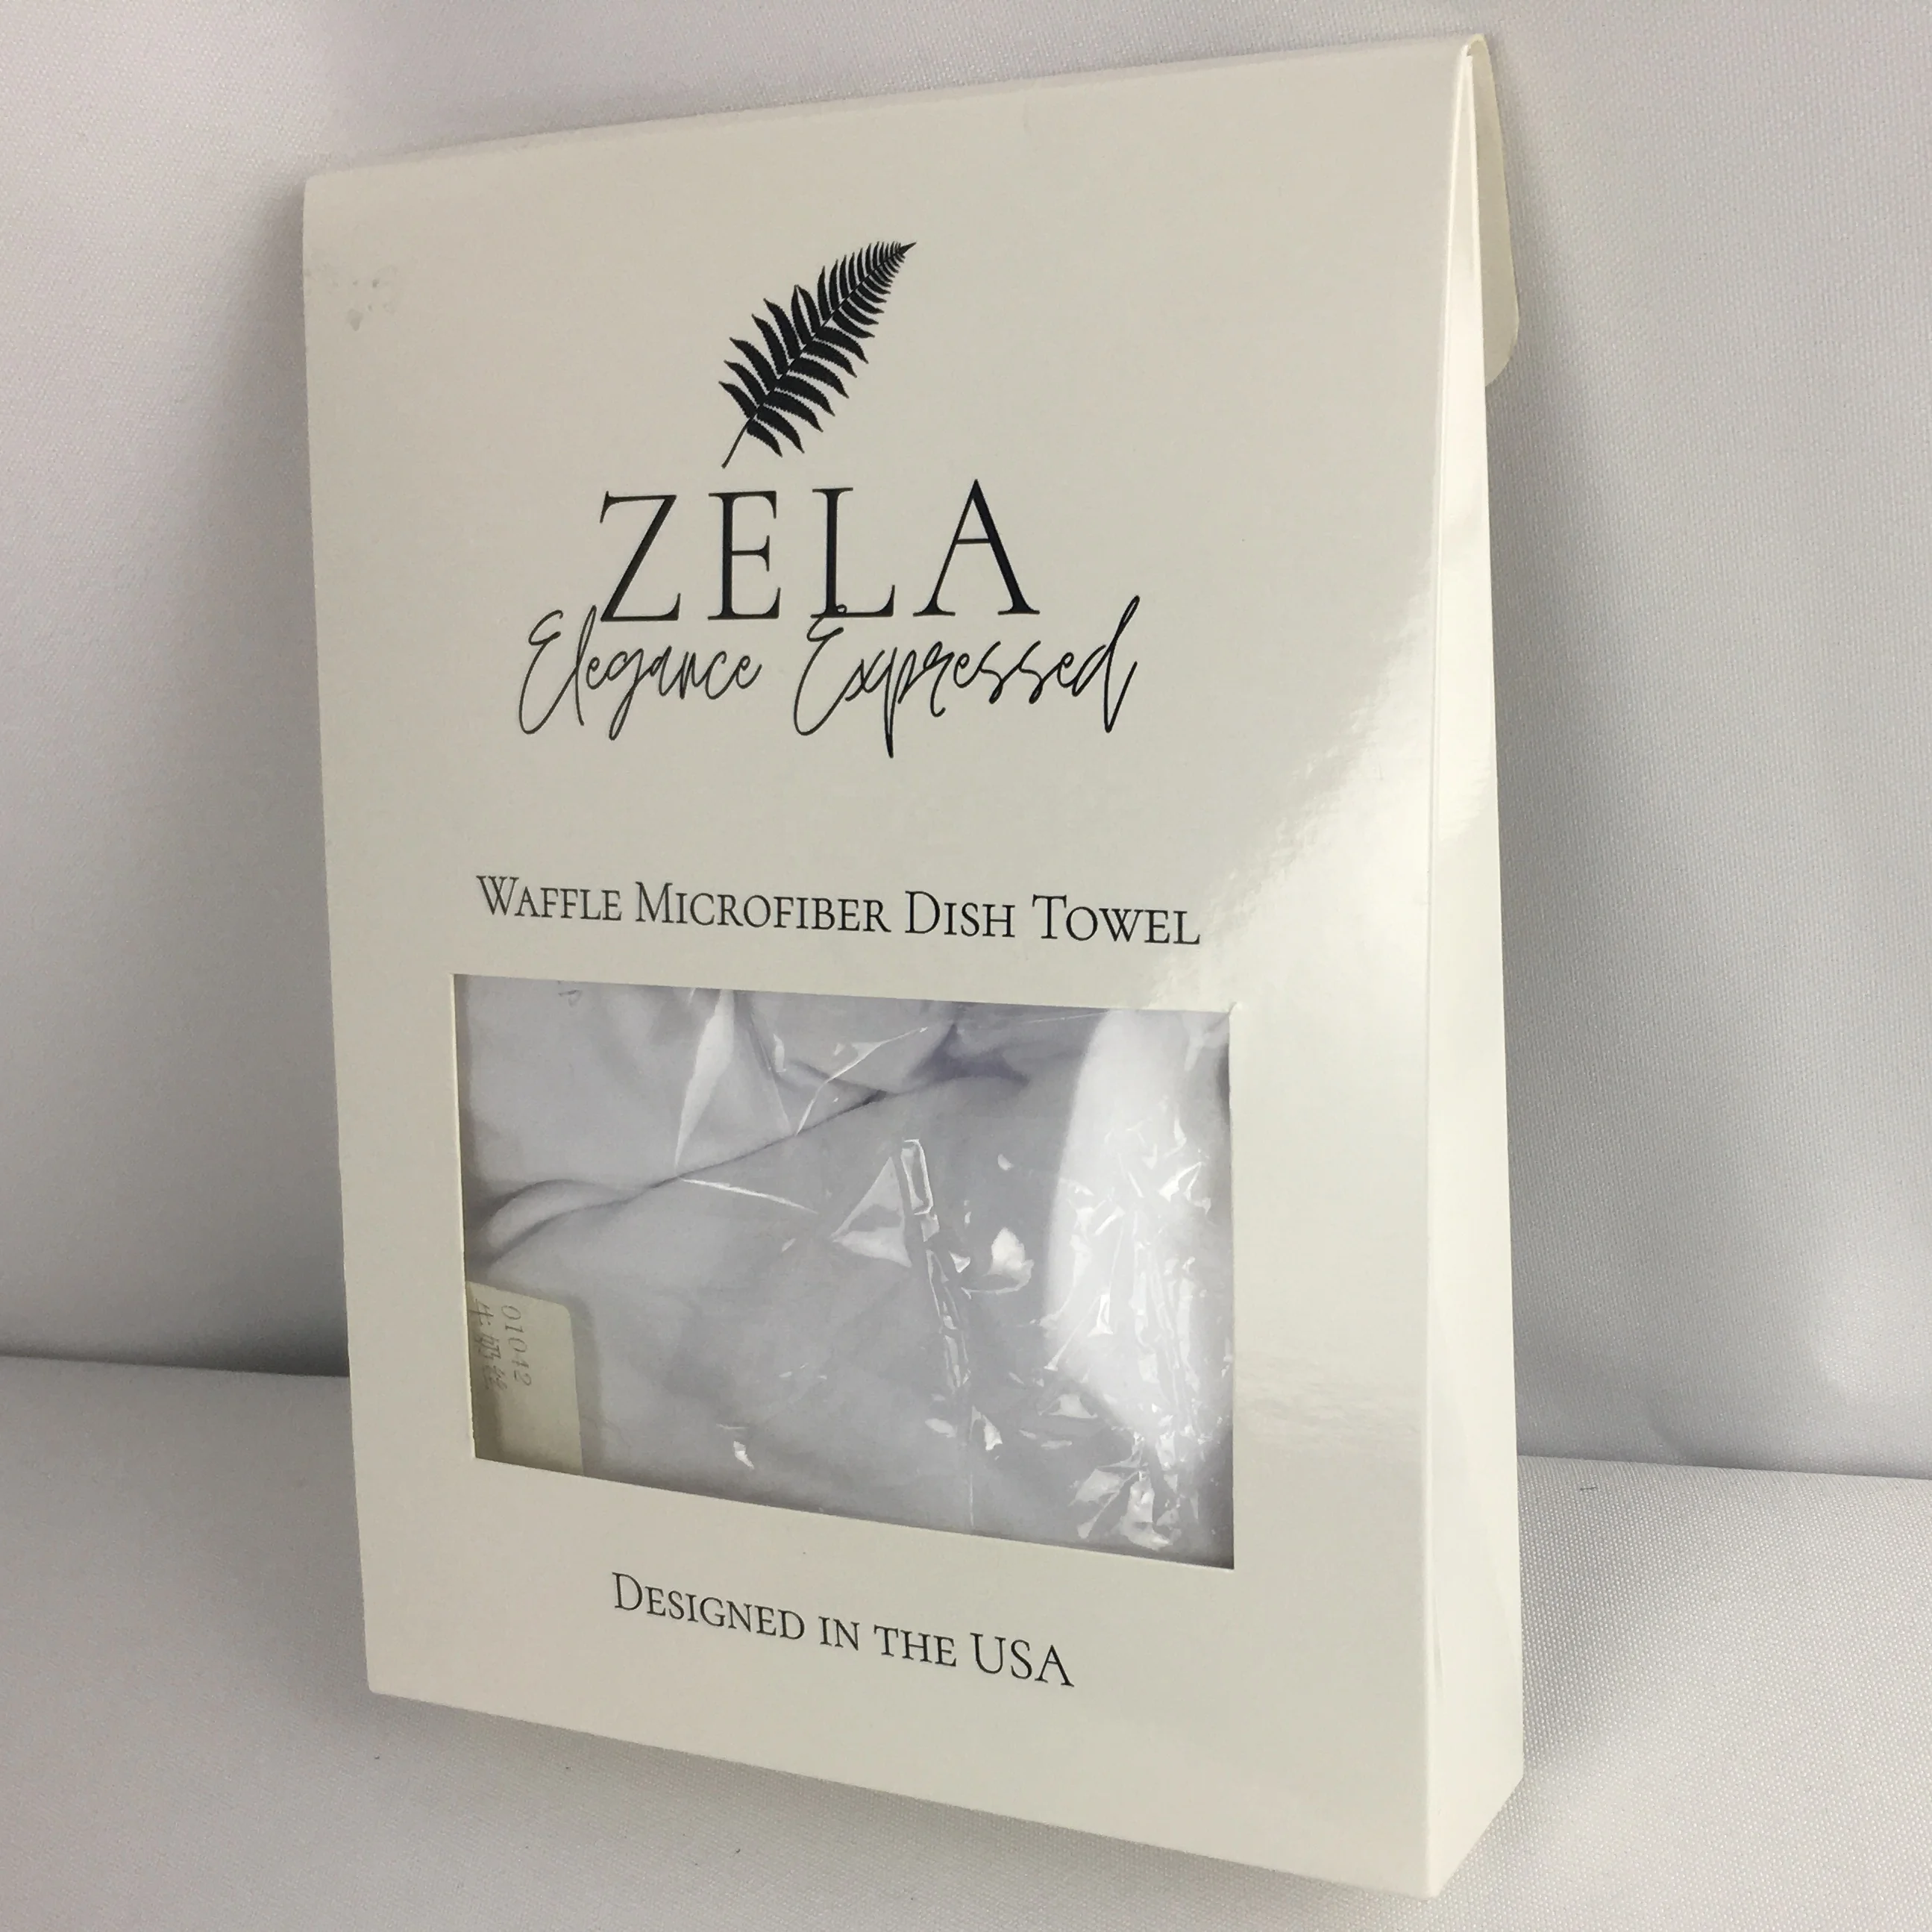 ZELA
Elegance Expressed
WAFFLE MICROFIBER DISH TOWEL
01042
DESIGNED IN THE USA